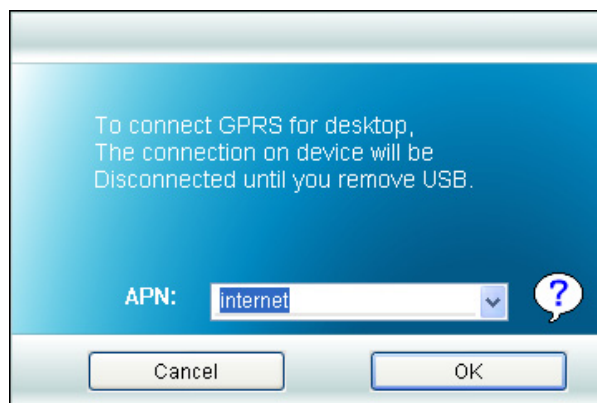 To connect GPRS for desktop,
The connection on device will be
Disconnected until you remove USB.
APN: internet ?
Cancel OK